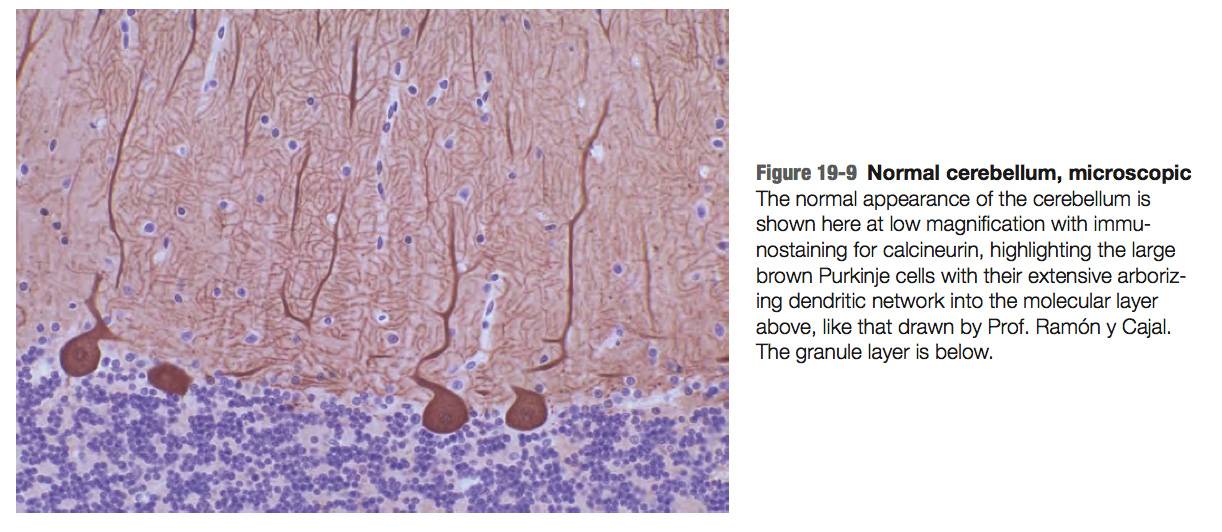 Figure 19-9 Normal cerebellum, microscopic
The normal appearance of the cerebellum is
shown here at low magnification with immu-
nostaining for calcineurin, highlighting the large
brown Purkinje cells with their extensive arboriz-
ing dendritic network into the molecular layer
above, like that drawn by Prof. Ramón y Cajal.
The granule layer is below.